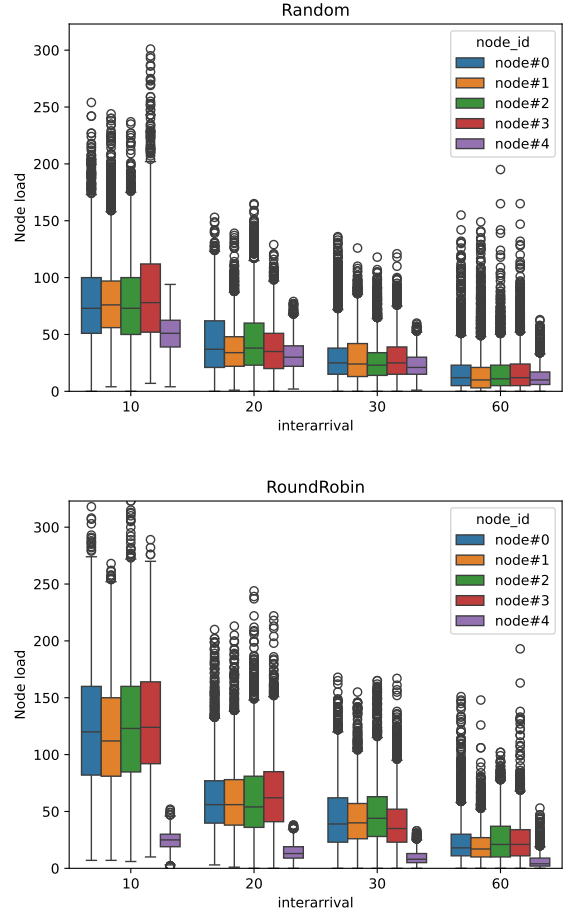 Random
300
250
200
150
100
50
0
Node load
10 20 30 60
interarrival
node_id
node#0
node#1
node#2
node#3
node#4
RoundRobin
300
250
200
150
100
50
0
Node load
10 20 30 60
interarrival
node_id
node#0
node#1
node#2
node#3
node#4